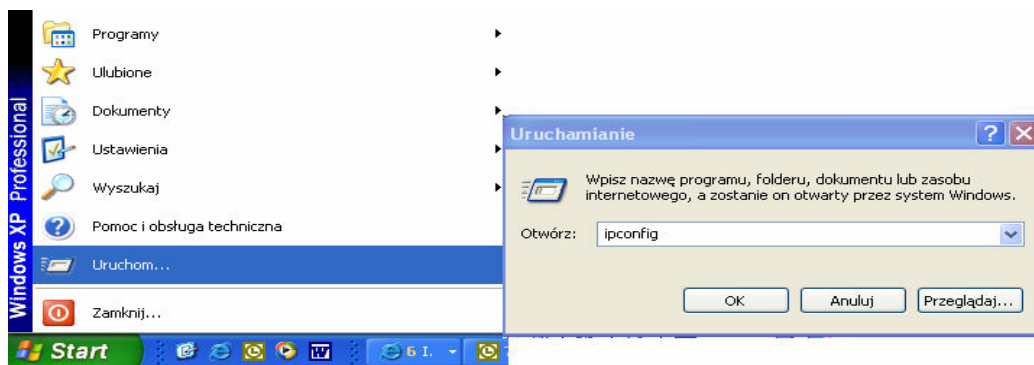 Windows XP Professional
Programy
Ulubione
Dokumenty
Ustawienia
Wyszukaj
Pomoc i obsługa techniczna
Uruchom...
Zamknij...
Start
6 I.
Uruchamianie
Wpisz nazwę programu, folderu, dokumentu lub zasobu
internetowego, a zostanie on otwarty przez system Windows.
Otwórz: ipconfig
OK Anuluj Przeglądaj...